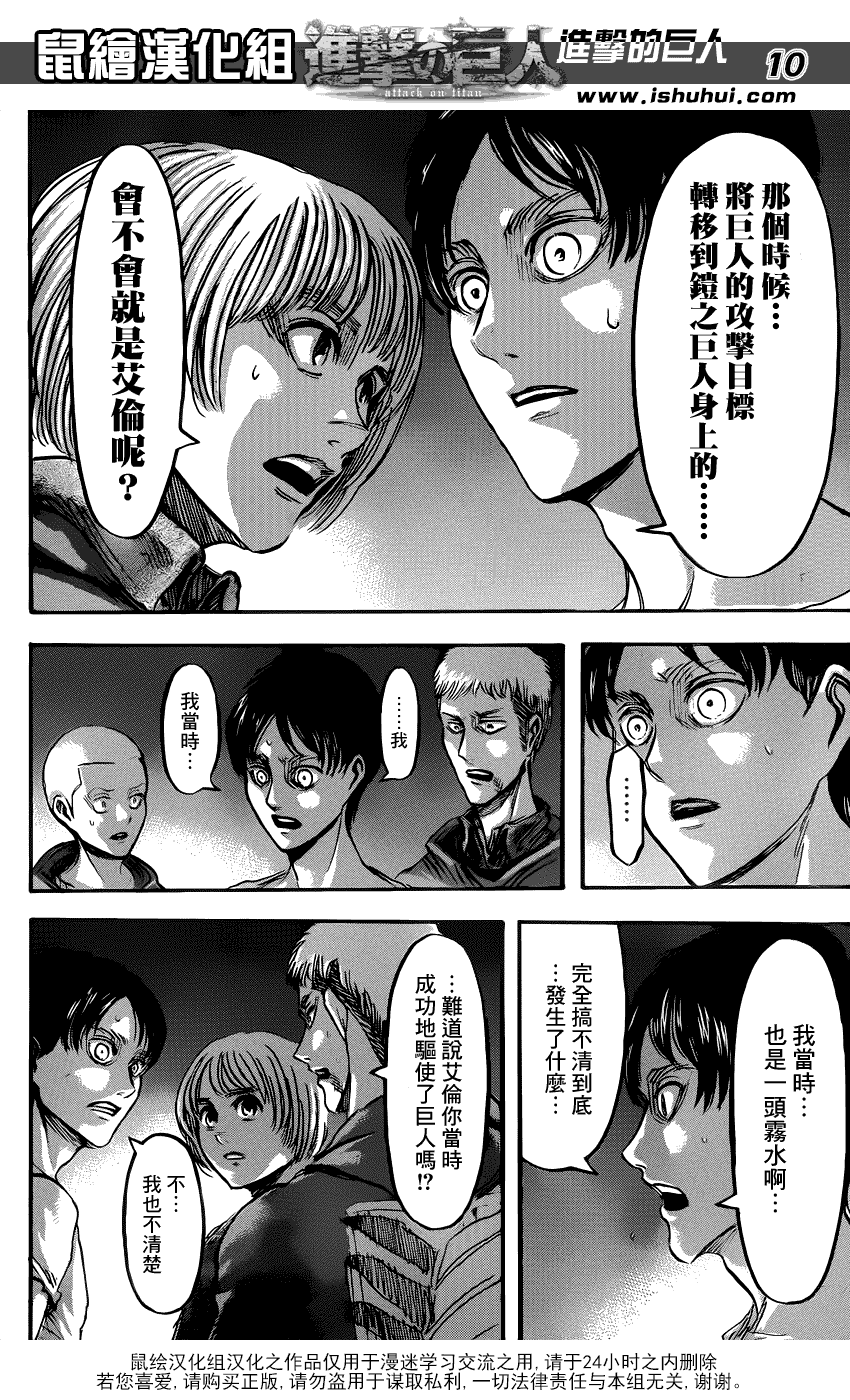 鼠繪漢化組
進撃の巨人
attack on titan
進擊的巨人
www.ishuhui.com
10
那個時候…
將巨人的攻擊目標
轉移到鎧之巨人身上的……
會不會就是艾倫呢？
……
……我
我當時…
我當時…
也是一頭霧水啊…
完全搞不清到底
…發生了什麼…
…難道說艾倫你當時
成功地驅使了巨人嗎!?
不…
我也不清楚
鼠绘汉化组汉化之作品仅用于漫迷学习交流之用, 请于24小时之内删除
若您喜爱, 请购买正版, 请勿盗用于谋取私利, 一切法律责任与本组无关, 谢谢。